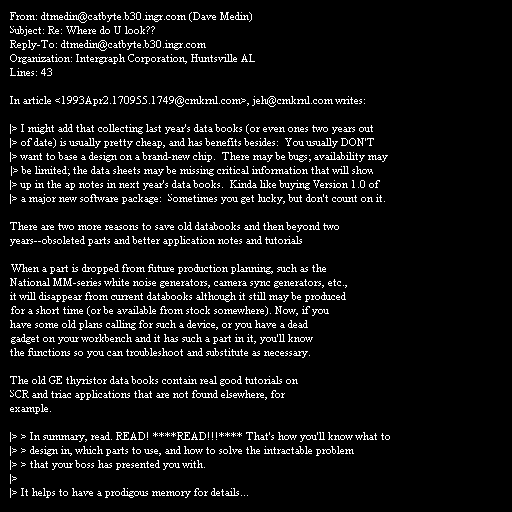 From: dtmedin@catbyte.b30.ingr.com (Dave Medin)
Subject: Re: Where do U look??
Reply-To: dtmedin@catbyte.b30.ingr.com
Organization: Intergraph Corporation, Huntsville AL
Lines: 43

In article <1993Apr2.170955.1749@cmkrnl.com>, jeh@cmkrnl.com writes:

|> I might add that collecting last year's data books (or even ones two years out
|> of date) is usually pretty cheap, and has benefits besides:  You usually DON'T
|> want to base a design on a brand-new chip.  There may be bugs; availability may
|> be limited; the data sheets may be missing critical information that will show
|> up in the ap notes in next year's data books.  Kinda like buying Version 1.0 of
|> a major new software package:  Sometimes you get lucky, but don't count on it.

There are two more reasons to save old databooks and then beyond two
years--obsoleted parts and better application notes and tutorials

When a part is dropped from future production planning, such as the
National MM-series white noise generators, camera sync generators, etc.,
it will disappear from current databooks although it still may be produced
for a short time (or be available from stock somewhere). Now, if you
have some old plans calling for such a device, or you have a dead
gadget on your workbench and it has such a part in it, you'll know
the functions so you can troubleshoot and substitute as necessary.

The old GE thyristor data books contain real good tutorials on
SCR and triac applications that are not found elsewhere, for
example.

|> > In summary, read. READ! ****READ!!!**** That's how you'll know what to
|> > design in, which parts to use, and how to solve the intractable problem
|> > that your boss has presented you with.
|>
|> It helps to have a prodigous memory for details...